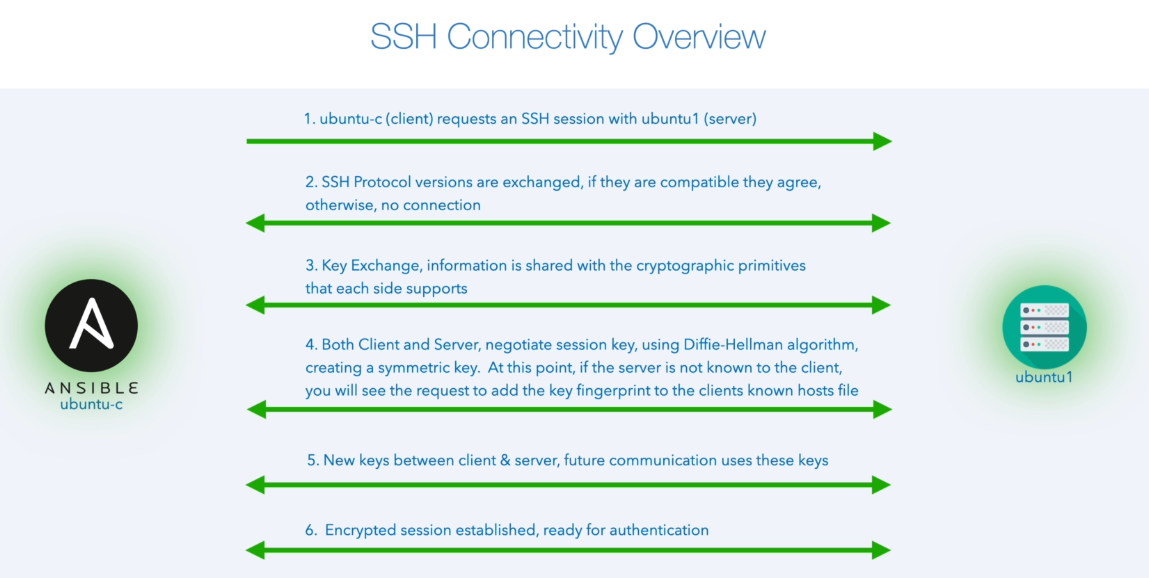 SSH Connectivity Overview
1. ubuntu-c (client) requests an SSH session with ubuntu1 (server)
2. SSH Protocol versions are exchanged, if they are compatible they agree,
otherwise, no connection
3. Key Exchange, information is shared with the cryptographic primitives
that each side supports
4. Both Client and Server, negotiate session key, using Diffie-Hellman algorithm,
creating a symmetric key. At this point, if the server is not known to the client,
you will see the request to add the key fingerprint to the clients known hosts file
5. New keys between client & server, future communication uses these keys
6. Encrypted session established, ready for authentication
ANSIBLE
ubuntu-c
ubuntu1